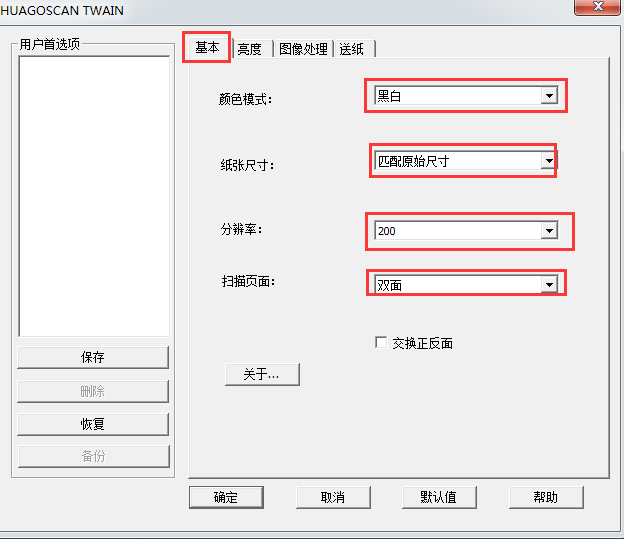 HUAGOSCAN TWAIN
用户首选项
基本 亮度 图像处理 送纸
颜色模式: 黑白
纸张尺寸: 匹配原始尺寸
分辨率: 200
扫描页面: 双面
交换正反面
关于...
保存
删除
恢复
备份
确定 取消 默认值 帮助